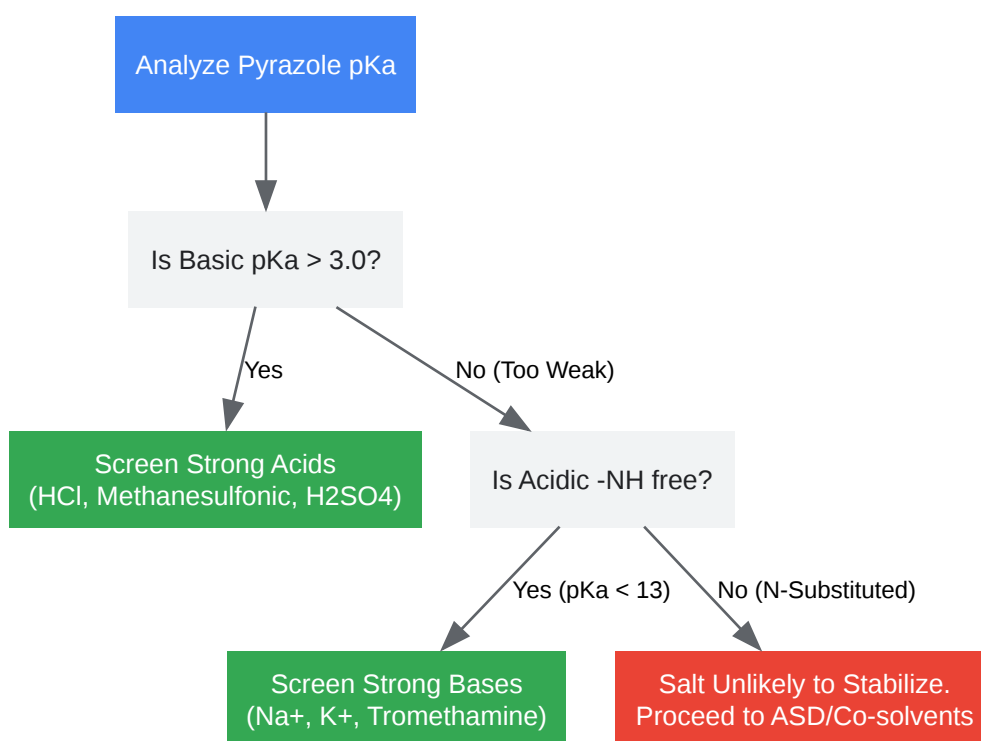 Analyze Pyrazole pKa
Is Basic pKa > 3.0?
Yes
No (Too Weak)
Screen Strong Acids
(HCl, Methanesulfonic, H2SO4)
Is Acidic -NH free?
Yes (pKa < 13)
No (N-Substituted)
Screen Strong Bases
(Na+, K+, Tromethamine)
Salt Unlikely to Stabilize.
Proceed to ASD/Co-solvents